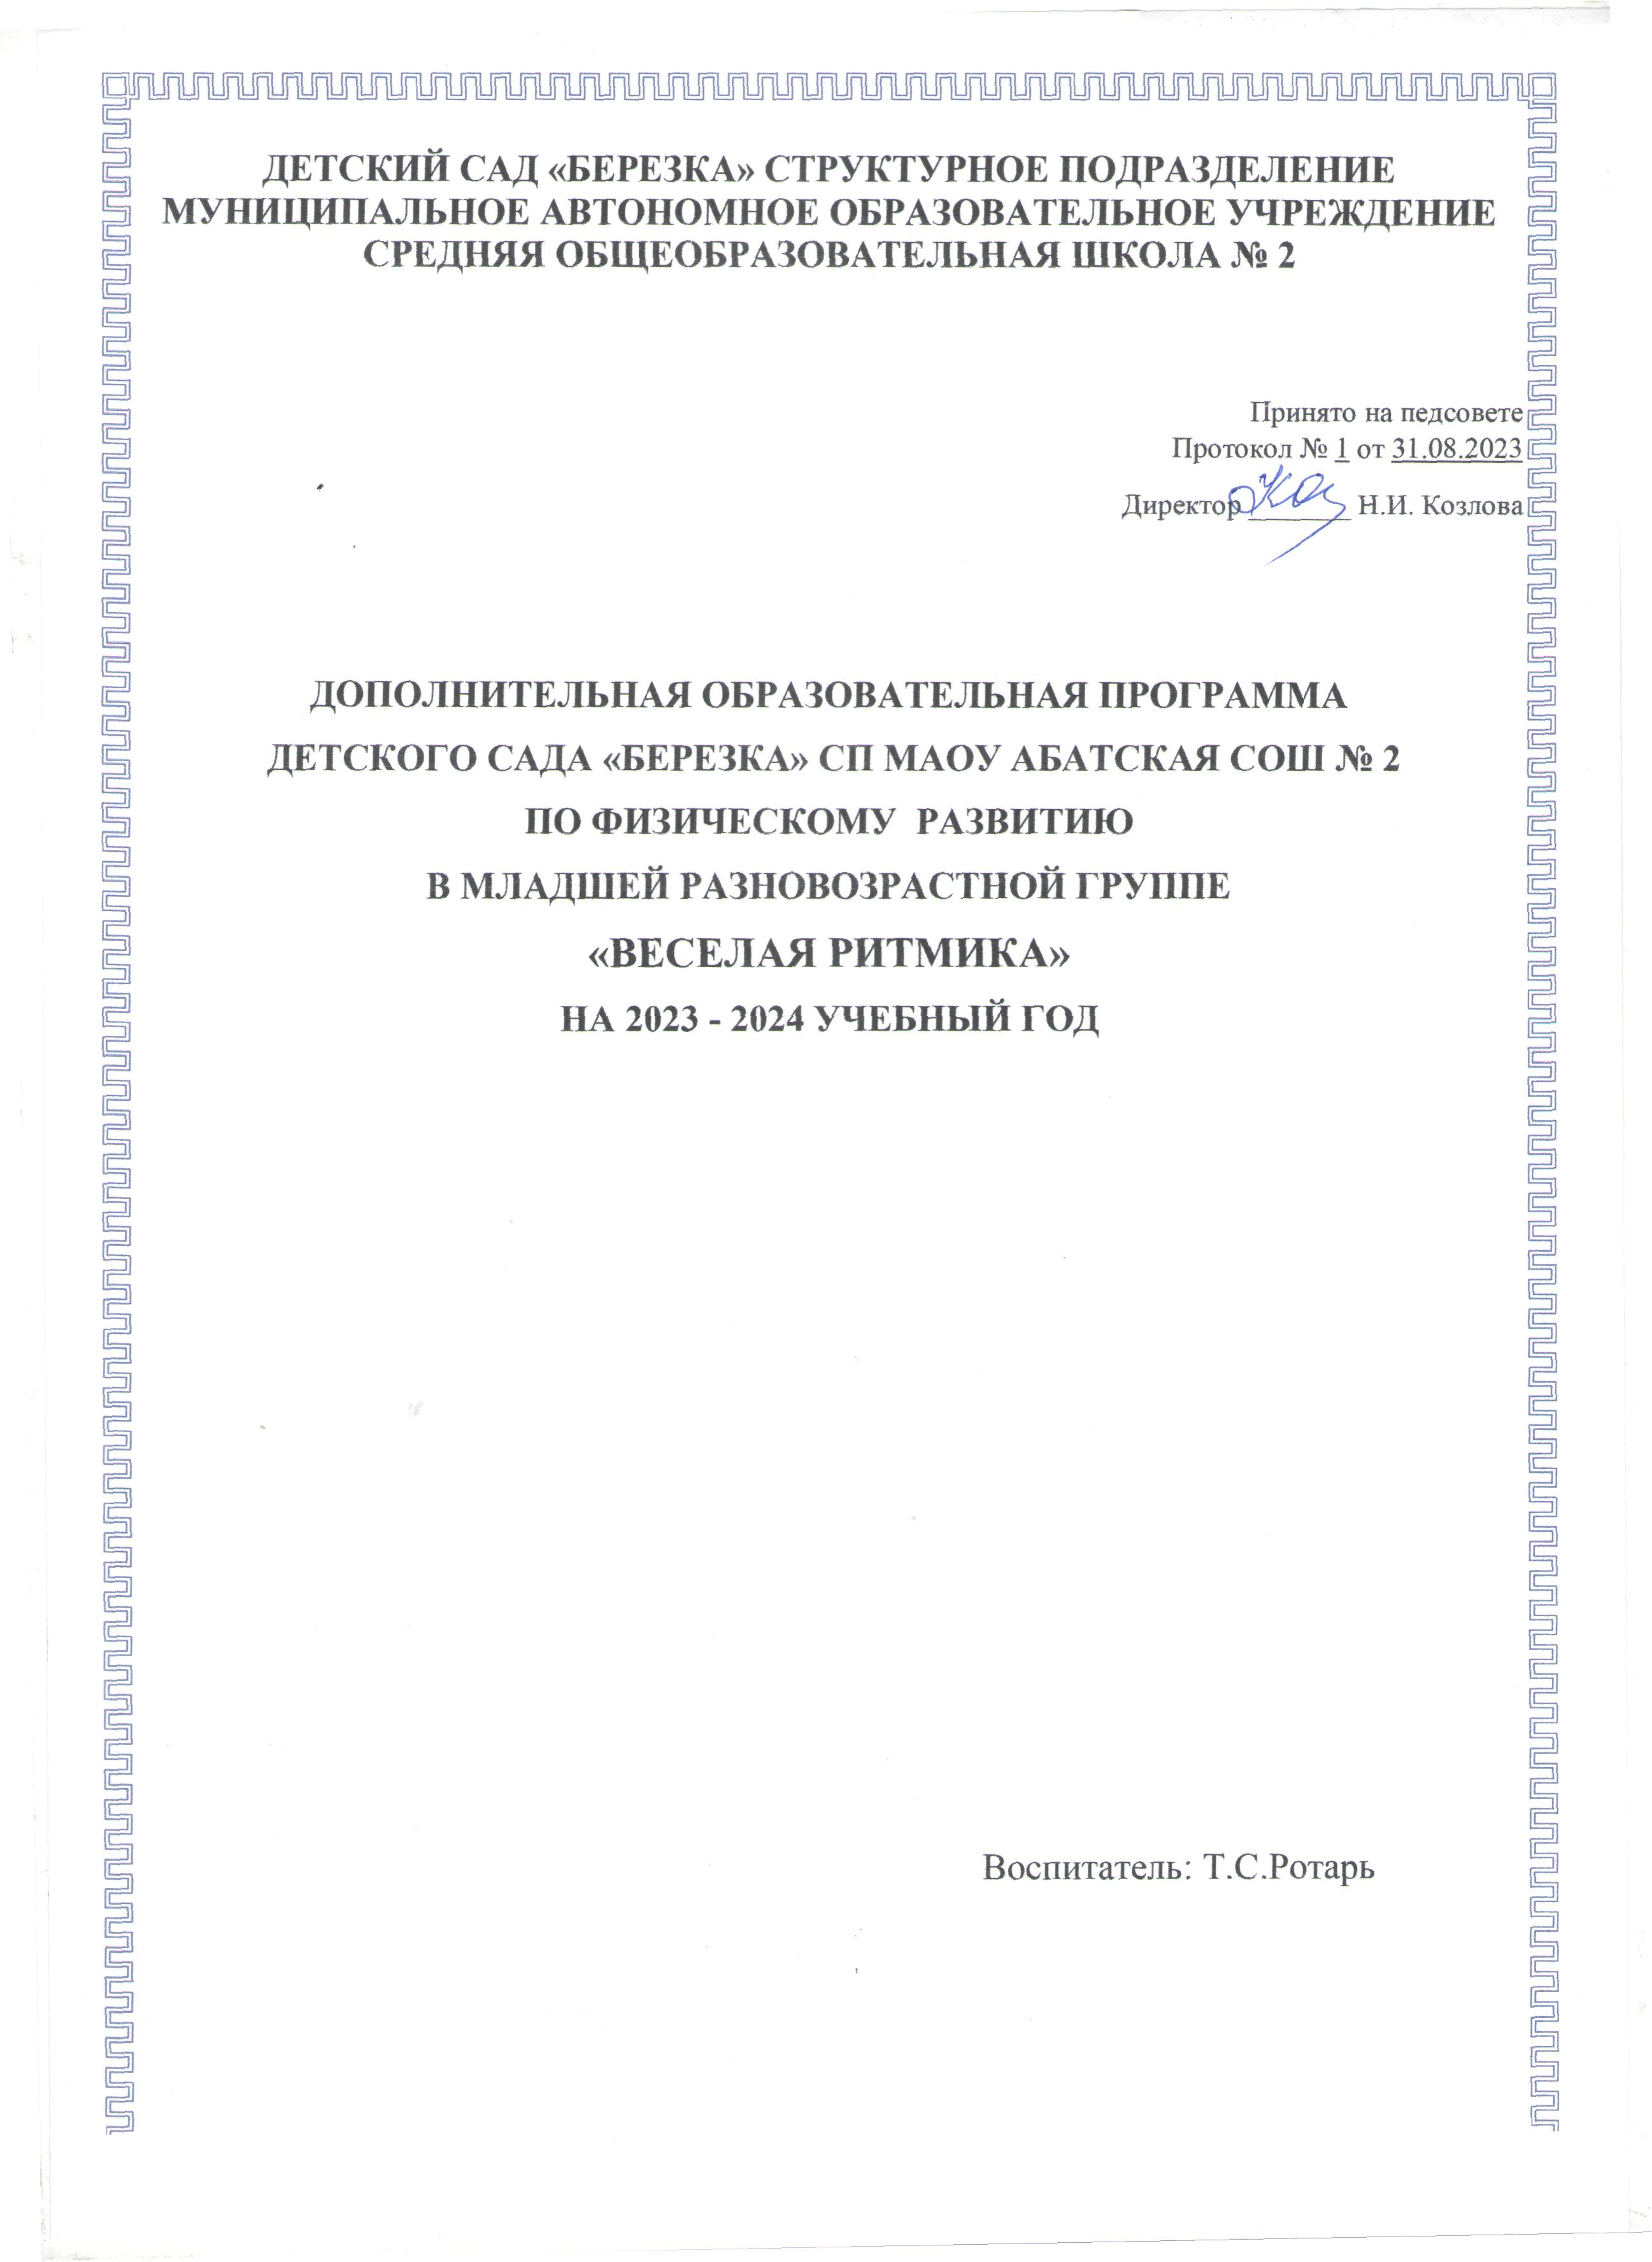 ДЕТСКИЙ САД «БЕРЕЗКА» СТРУКТУРНОЕ ПОДРАЗДЕЛЕНИЕ
МУНИЦИПАЛЬНОЕ АВТОНОМНОЕ ОБРАЗОВАТЕЛЬНОЕ УЧРЕЖДЕНИЕ
СРЕДНЯЯ ОБЩЕОБРАЗОВАТЕЛЬНАЯ ШКОЛА № 2
Принято на педсовете
Протокол № 1 от 31.08.2023
Директор _______ Н.И. Козлова
ДОПОЛНИТЕЛЬНАЯ ОБРАЗОВАТЕЛЬНАЯ ПРОГРАММА
ДЕТСКОГО САДА «БЕРЕЗКА» СП МАОУ АБАТСКАЯ СОШ № 2
ПО ФИЗИЧЕСКОМУ РАЗВИТИЮ
В МЛАДШЕЙ РАЗНОВОЗРАСТНОЙ ГРУППЕ
«ВЕСЕЛАЯ РИТМИКА»
НА 2023 - 2024 УЧЕБНЫЙ ГОД
Воспитатель: Т.С.Ротарь